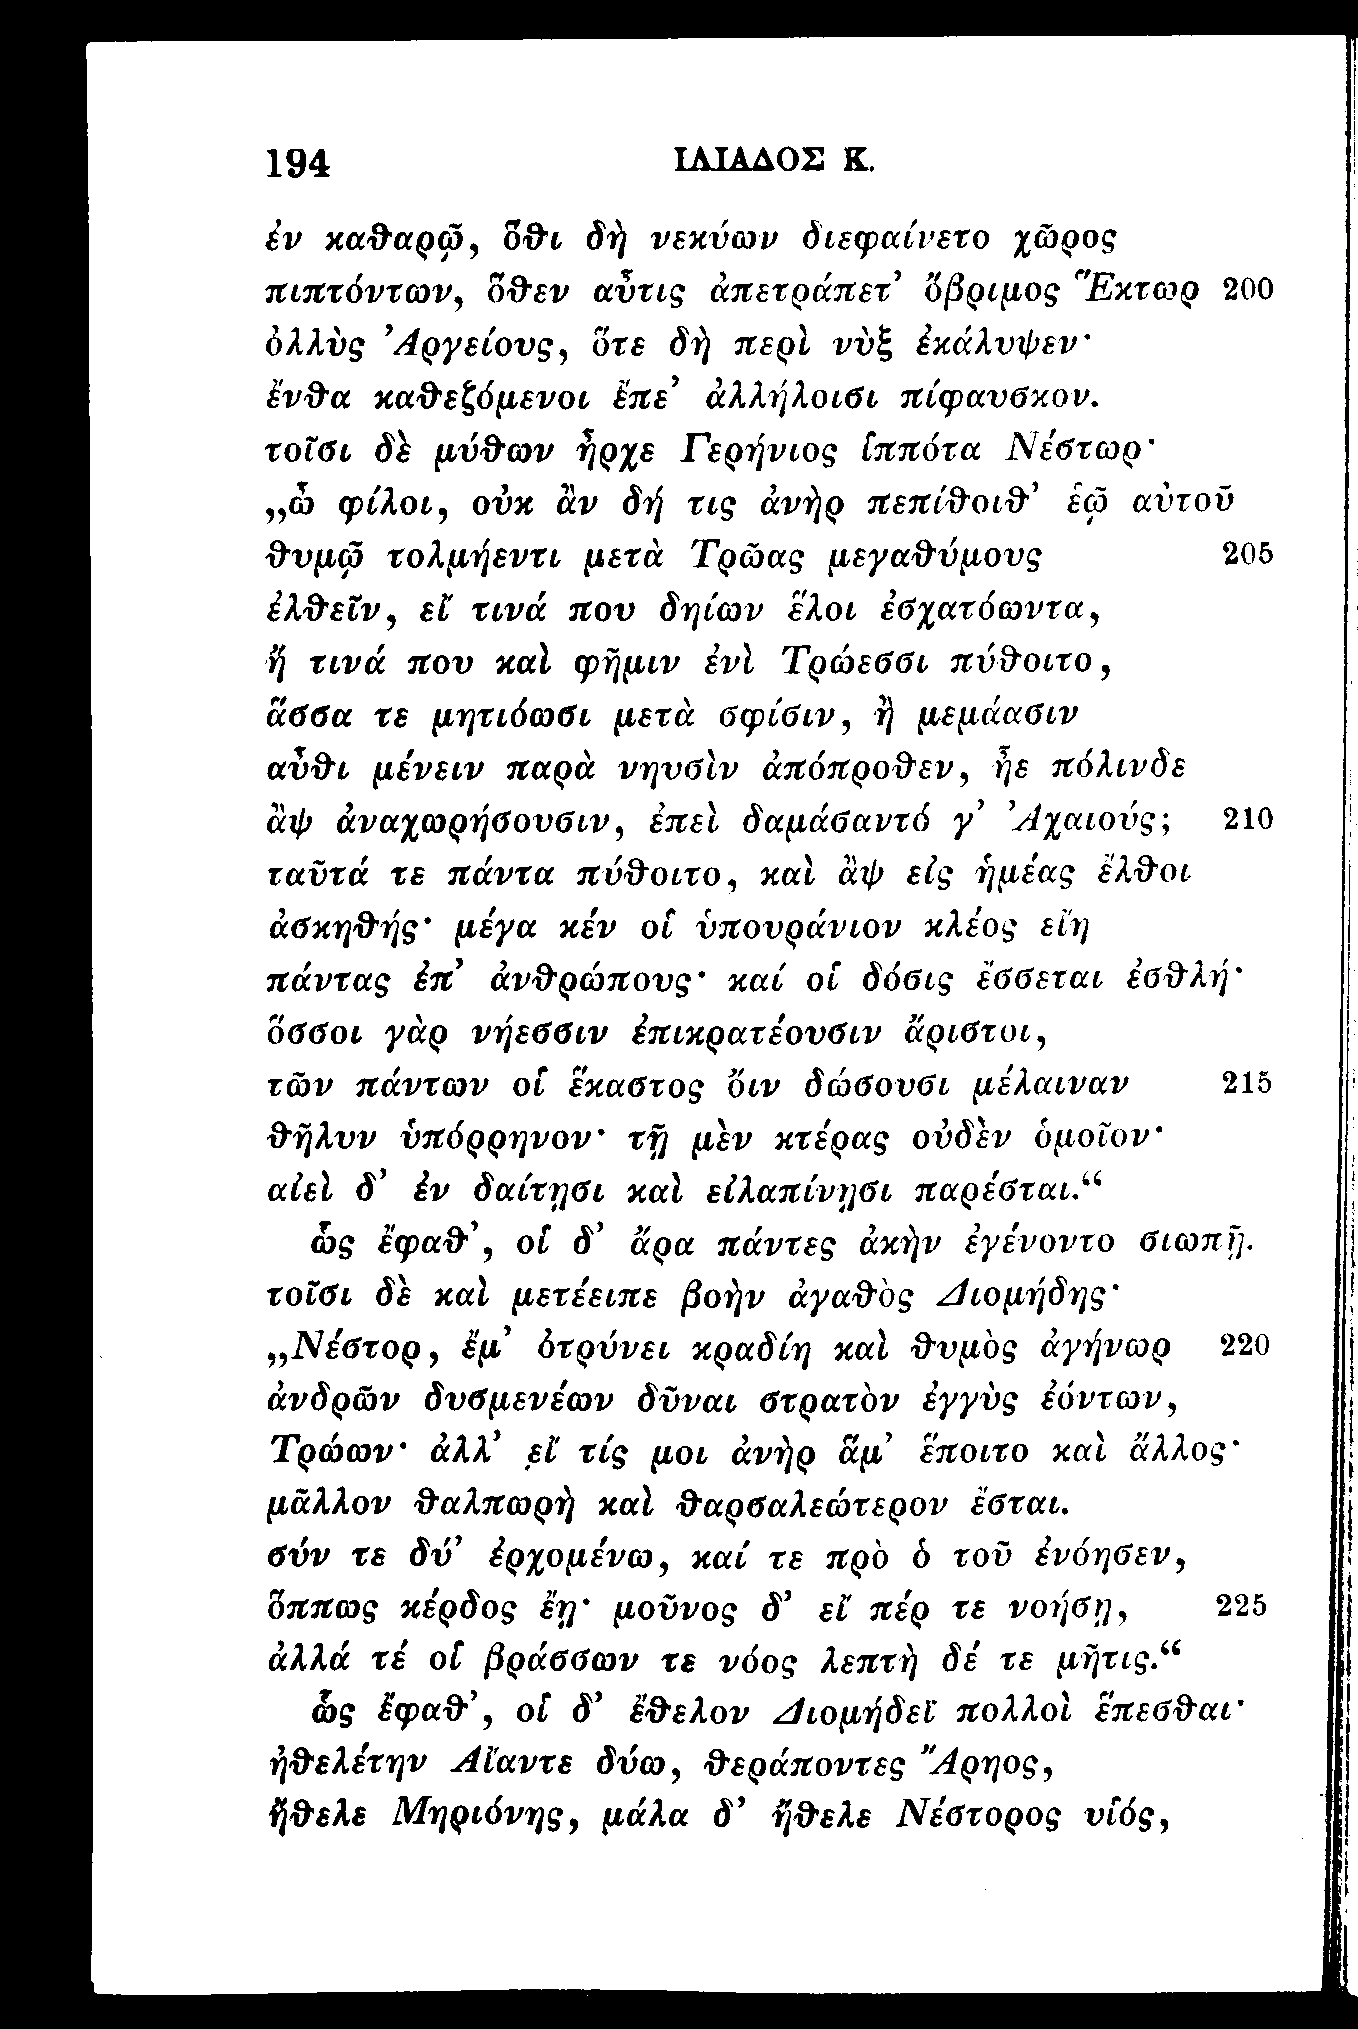 194 ΙΛΙΑΔΟΣ Κ.
ἐν καθαρῷ, ὅθι δὴ νεκύων διεφαίνετο χῶρος
πιπτόντων, ὅθεν αὖτις ἀπετράπετ’ ὄβριμος Ἕκτωρ 200
ὀλλὺς Ἀργείους, ὅτε δὴ περὶ νὺξ ἐκάλυψεν·
ἔνθα καθεζόμενοι ἔπε’ ἀλλήλοισι πίφαυσκον.
τοῖσι δὲ μύθων ἦρχε Γερήνιος ἱππότα Νέστωρ·
„ὦ φίλοι, οὐκ ἂν δή τις ἀνὴρ πεπίθοιθ’ ἑῷ αὐτοῦ
θυμῷ τολμήεντι μετὰ Τρῶας μεγαθύμους 205
ἐλθεῖν, εἴ τινά που δηίων ἕλοι ἐσχατόωντα,
ἤ τινά που καὶ φῆμιν ἐνὶ Τρώεσσι πύθοιτο,
ἅσσα τε μητιόωσι μετὰ σφίσιν, ἢ μεμάασιν
αὖθι μένειν παρὰ νηυσὶν ἀπόπροθεν, ἦε πόλινδε
ἂψ ἀναχωρήσουσιν, ἐπεὶ δαμάσαντό γ’ Ἀχαιούς; 210
ταῦτά τε πάντα πύθοιτο, καὶ ἂψ εἰς ἡμέας ἔλθοι
ἀσκηθής· μέγα κέν οἱ ὑπουράνιον κλέος εἴη
πάντας ἐπ’ ἀνθρώπους· καί οἱ δόσις ἔσσεται ἐσθλή·
ὅσσοι γὰρ νήεσσιν ἐπικρατέουσιν ἄριστοι,
τῶν πάντων οἱ ἕκαστος ὄιν δώσουσι μέλαιναν 215
θῆλυν ὑπόρρηνον· τῇ μὲν κτέρας οὐδὲν ὁμοῖον·
αἰεὶ δ’ ἐν δαίτῃσι καὶ εἰλαπίνῃσι παρέσται.“
ὣς ἔφαθ’, οἱ δ’ ἄρα πάντες ἀκὴν ἐγένοντο σιωπῇ.
τοῖσι δὲ καὶ μετέειπε βοὴν ἀγαθὸς Διομήδης·
„Νέστορ, ἔμ’ ὀτρύνει κραδίη καὶ θυμὸς ἀγήνωρ 220
ἀνδρῶν δυσμενέων δῦναι στρατὸν ἐγγὺς ἐόντων,
Τρώων· ἀλλ’ εἴ τίς μοι ἀνὴρ ἅμ’ ἕποιτο καὶ ἄλλος·
μᾶλλον θαλπωρὴ καὶ θαρσαλεώτερον ἔσται.
σύν τε δύ’ ἐρχομένω, καί τε πρὸ ὁ τοῦ ἐνόησεν,
ὅππως κέρδος ἔῃ· μοῦνος δ’ εἴ πέρ τε νοήσῃ, 225
ἀλλά τέ οἱ βράσσων τε νόος λεπτὴ δέ τε μῆτις.“
ὣς ἔφαθ’, οἱ δ’ ἔθελον Διομήδεϊ πολλοὶ ἕπεσθαι·
ἠθελέτην Αἴαντε δύω, θεράποντες Ἄρηος,
ἤθελε Μηριόνης, μάλα δ’ ἤθελε Νέστορος υἱός,